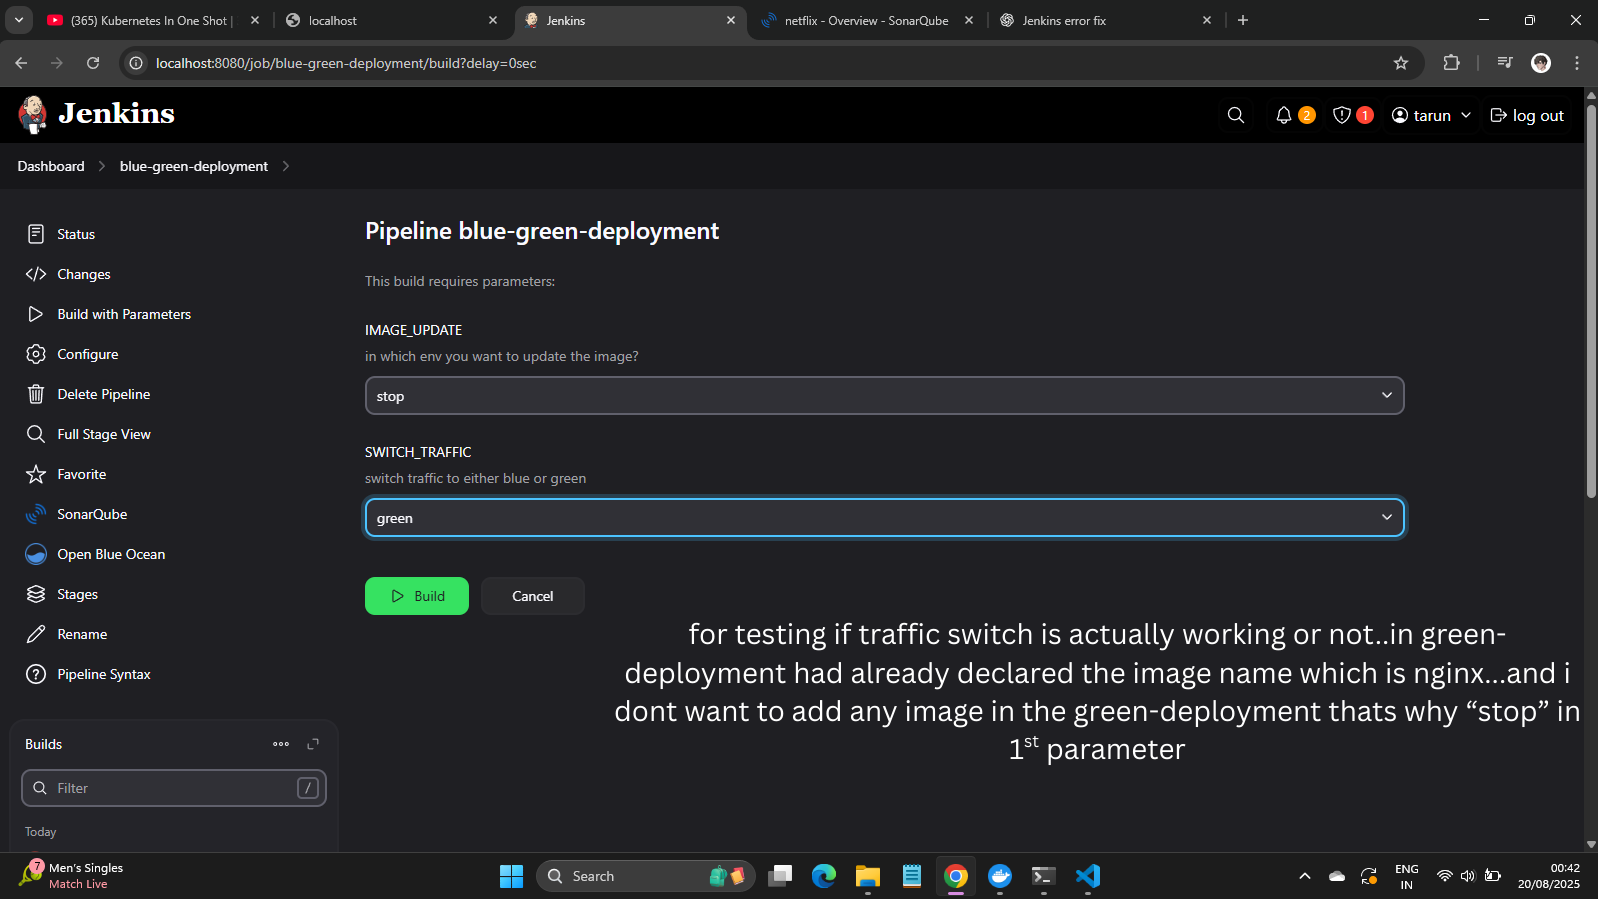 (365) Kubernetes In One Shot |
localhost
Jenkins
netflix - Overview - SonarQube
Jenkins error fix
localhost:8080/job/blue-green-deployment/build?delay=0sec
Jenkins
2
1
tarun
log out
Dashboard
blue-green-deployment
Status
Changes
Build with Parameters
Configure
Delete Pipeline
Full Stage View
Favorite
SonarQube
Open Blue Ocean
Stages
Rename
Pipeline Syntax
Builds
Filter
/
Today
Pipeline blue-green-deployment
This build requires parameters:
IMAGE_UPDATE
in which env you want to update the image?
stop
SWITCH_TRAFFIC
switch traffic to either blue or green
green
Build
Cancel
for testing if traffic switch is actually working or not..in green-
deployment had already declared the image name which is nginx...and i
dont want to add any image in the green-deployment thats why “stop” in
1st parameter
7
Men's Singles
Match Live
Search
ENG
IN
00:42
20/08/2025